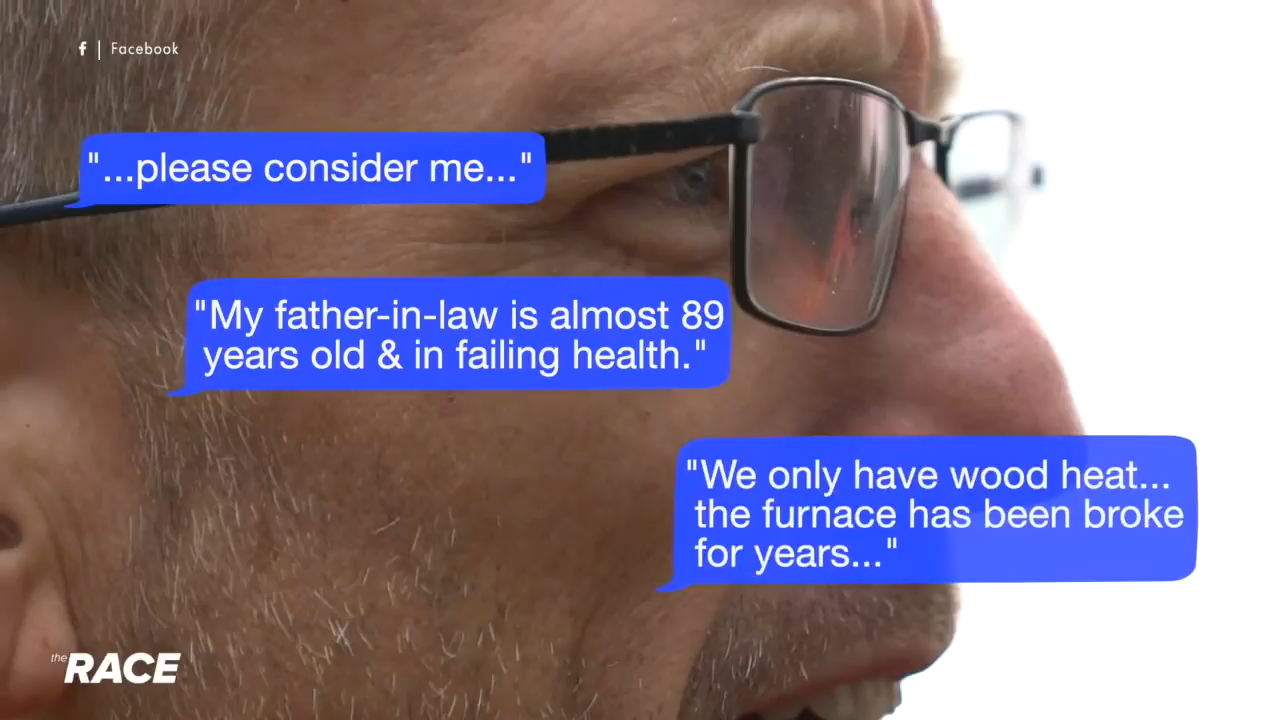 f | Facebook
"...please consider me..."
"My father-in-law is almost 89
years old & in failing health."
"We only have wood heat...
the furnace has been broke
for years..."
the RACE